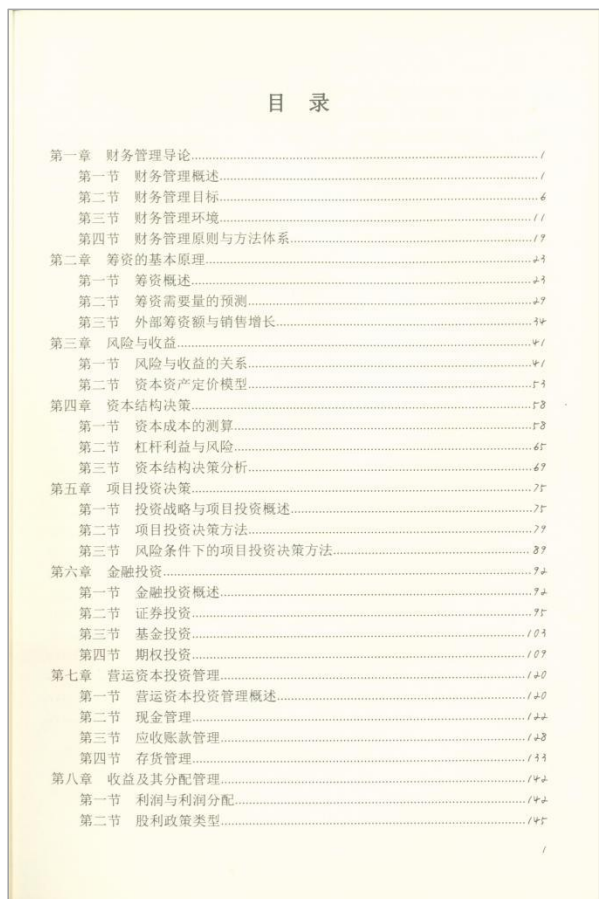 目 录
第一章 财务管理导论……1
第一节 财务管理概述……1
第二节 财务管理目标……6
第三节 财务管理环境……11
第四节 财务管理原则与方法体系……19
第二章 筹资的基本原理……23
第一节 筹资概述……23
第二节 筹资需要量的预测……29
第三节 外部筹资额与销售增长……34
第三章 风险与收益……41
第一节 风险与收益的关系……41
第二节 资本资产定价模型……53
第四章 资本结构决策……58
第一节 资本成本的测算……58
第二节 杠杆利益与风险……65
第三节 资本结构决策分析……69
第五章 项目投资决策……75
第一节 投资战略与项目投资概述……75
第二节 项目投资决策方法……79
第三节 风险条件下的项目投资决策方法……89
第六章 金融投资……92
第一节 金融投资概述……92
第二节 证券投资……95
第三节 基金投资……103
第四节 期权投资……109
第七章 营运资本投资管理……120
第一节 营运资本投资管理概述……120
第二节 现金管理……122
第三节 应收账款管理……128
第四节 存货管理……133
第八章 收益及其分配管理……142
第一节 利润与利润分配……142
第二节 股利政策类型……145
1